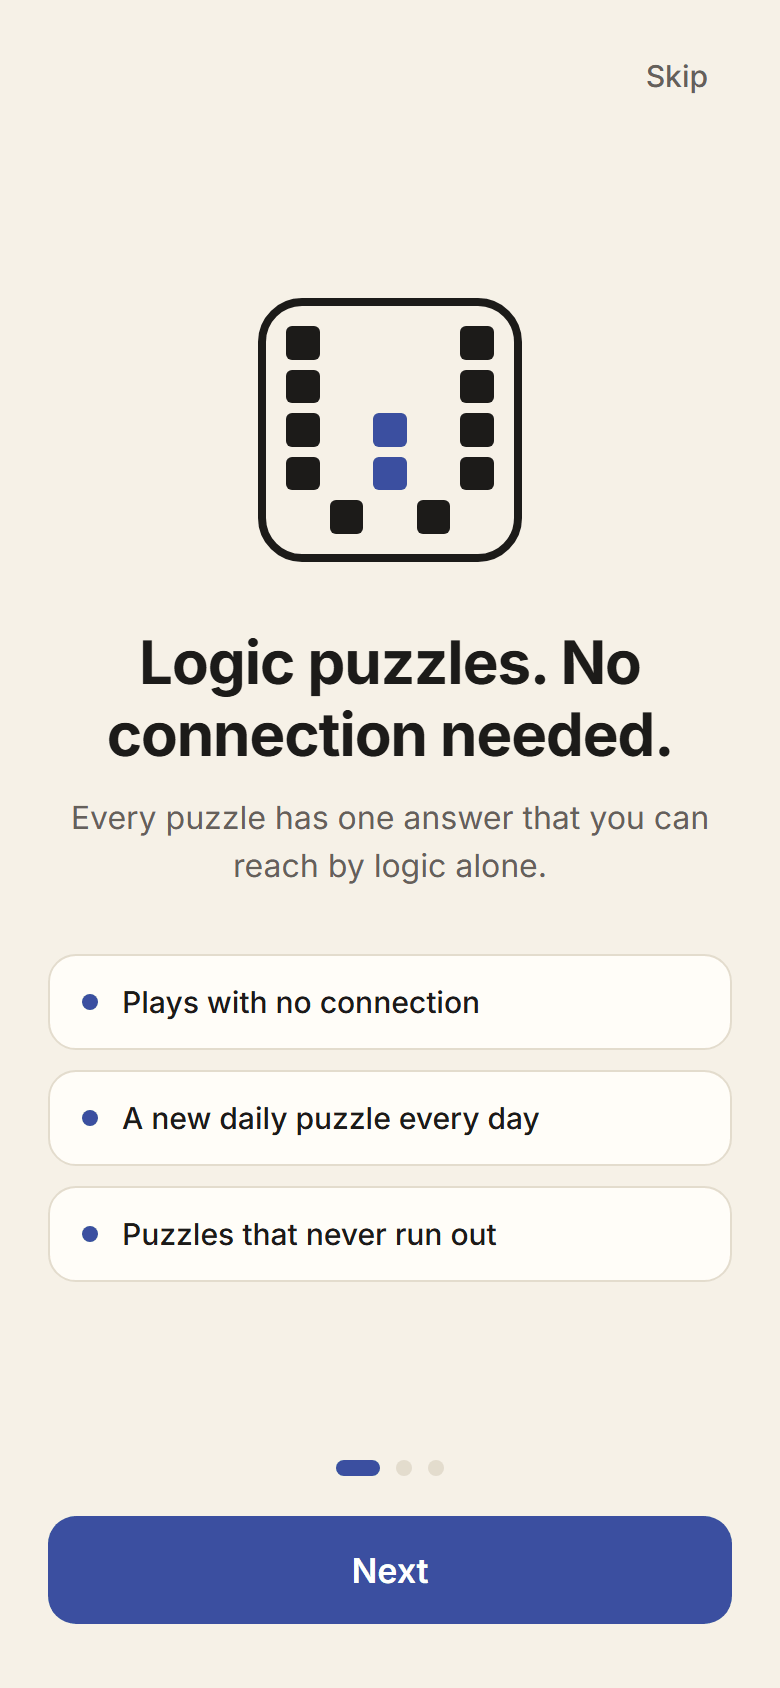 Skip
Logic puzzles. No
connection needed.
Every puzzle has one answer that you can
reach by logic alone.
Plays with no connection
A new daily puzzle every day
Puzzles that never run out
Next